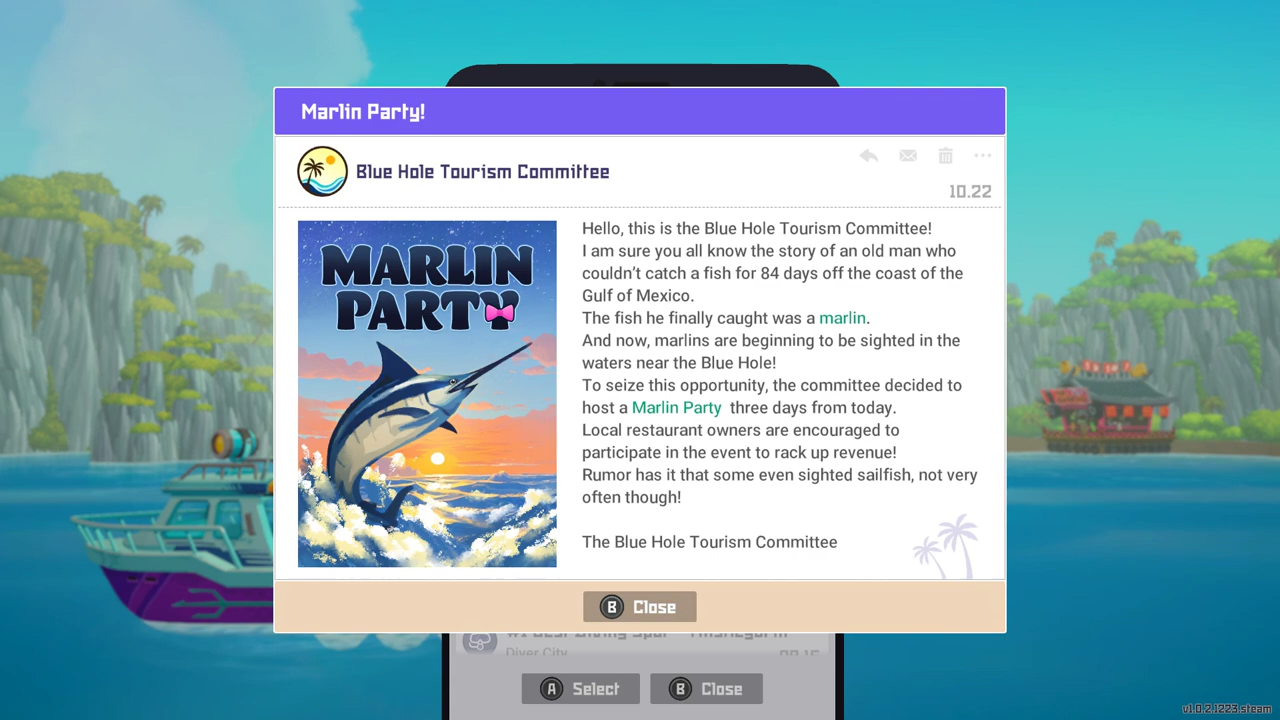 Marlin Party!
Blue Hole Tourism Committee
10.22
MARLIN
PARTY
Hello, this is the Blue Hole Tourism Committee!
I am sure you all know the story of an old man who
couldn't catch a fish for 84 days off the coast of the
Gulf of Mexico.
The fish he finally caught was a marlin.
And now, marlins are beginning to be sighted in the
waters near the Blue Hole!
To seize this opportunity, the committee decided to
host a Marlin Party three days from today.
Local restaurant owners are encouraged to
participate in the event to rack up revenue!
Rumor has it that some even sighted sailfish, not very
often though!
The Blue Hole Tourism Committee
B Close
Diver City
A Select
B Close
v1.0.2.1223.steam